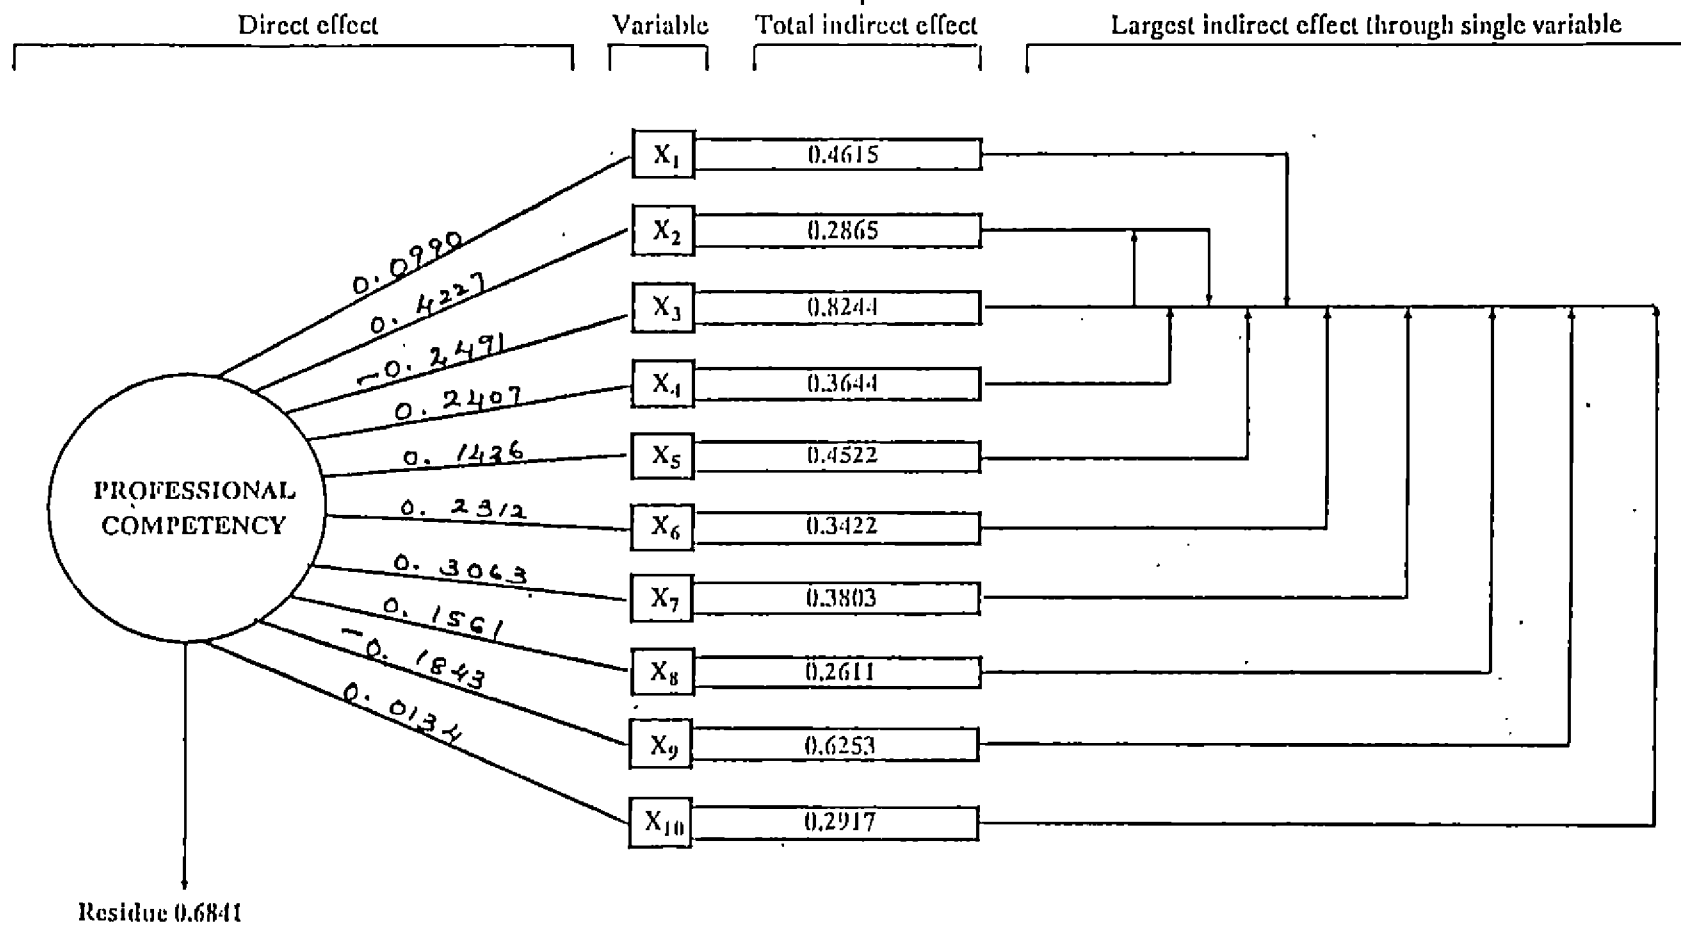 Direct effect
Variable
Total indirect effect
Largest indirect effect through single variable
0.0990
X1
0.4615
0.4227
X2
0.2865
-0.2491
X3
0.8244
0.2407
X4
0.3644
0.1436
X5
0.4522
0.2312
X6
0.3422
0.3063
X7
0.3803
0.1561
X8
0.2611
-0.1843
X9
0.6253
0.0134
X10
0.2917
PROFESSIONAL
COMPETENCY
Residue 0.6841